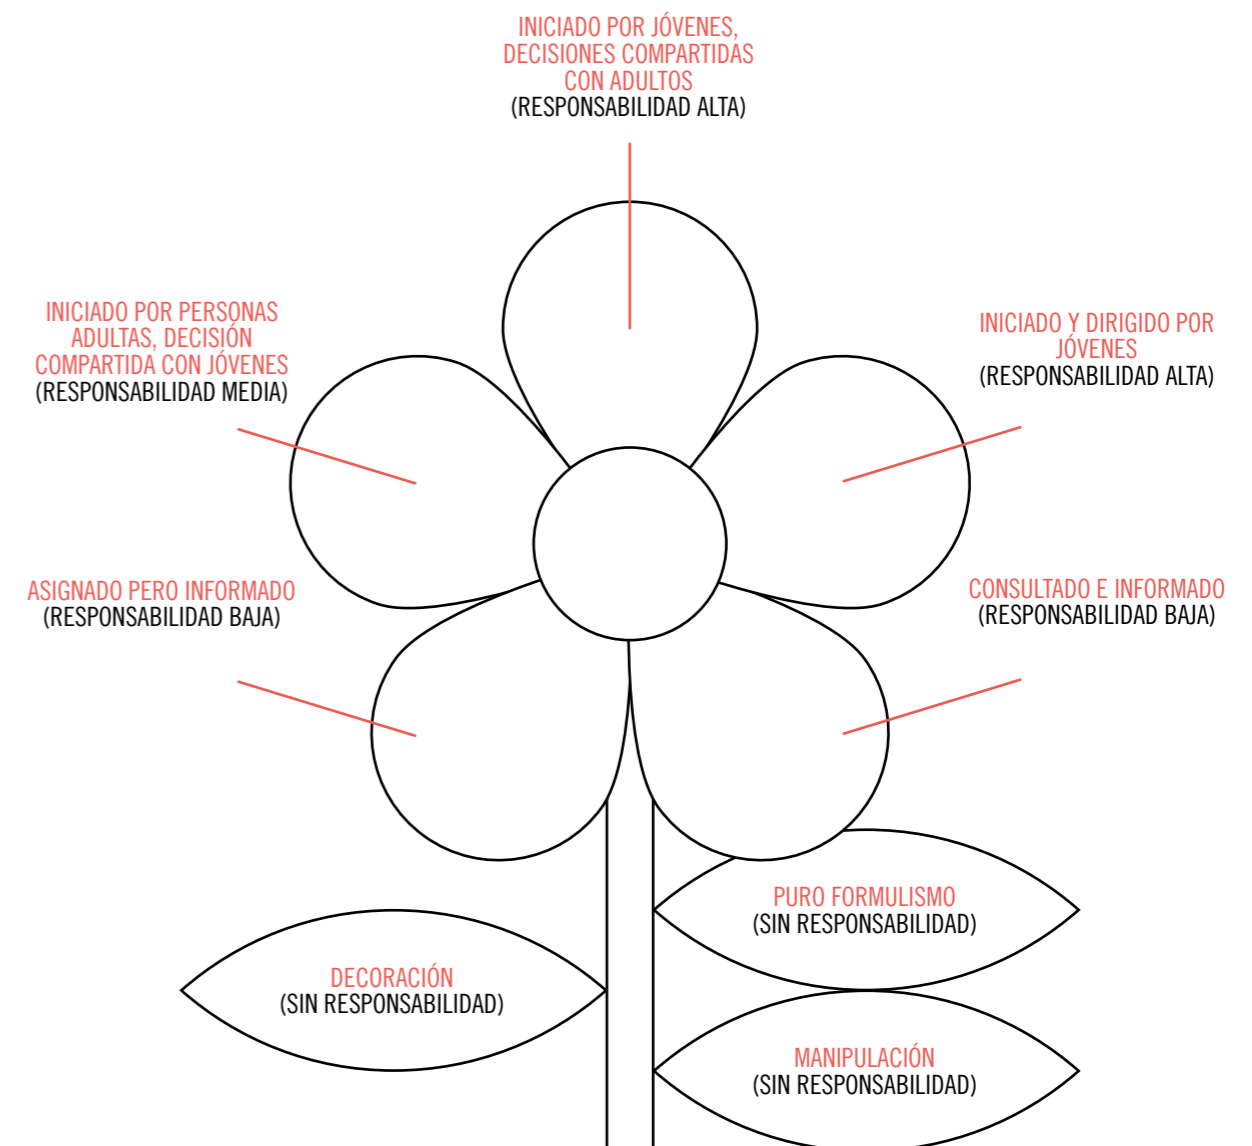 INICIADO POR JÓVENES,
DECISIONES COMPARTIDAS
CON ADULTOS
(RESPONSABILIDAD ALTA)
INICIADO POR PERSONAS
ADULTAS, DECISIÓN
COMPARTIDA CON JÓVENES
(RESPONSABILIDAD MEDIA)
INICIADO Y DIRIGIDO POR
JÓVENES
(RESPONSABILIDAD ALTA)
ASIGNADO PERO INFORMADO
(RESPONSABILIDAD BAJA)
CONSULTADO E INFORMADO
(RESPONSABILIDAD BAJA)
PURO FORMULISMO
(SIN RESPONSABILIDAD)
DECORACIÓN
(SIN RESPONSABILIDAD)
MANIPULACIÓN
(SIN RESPONSABILIDAD)